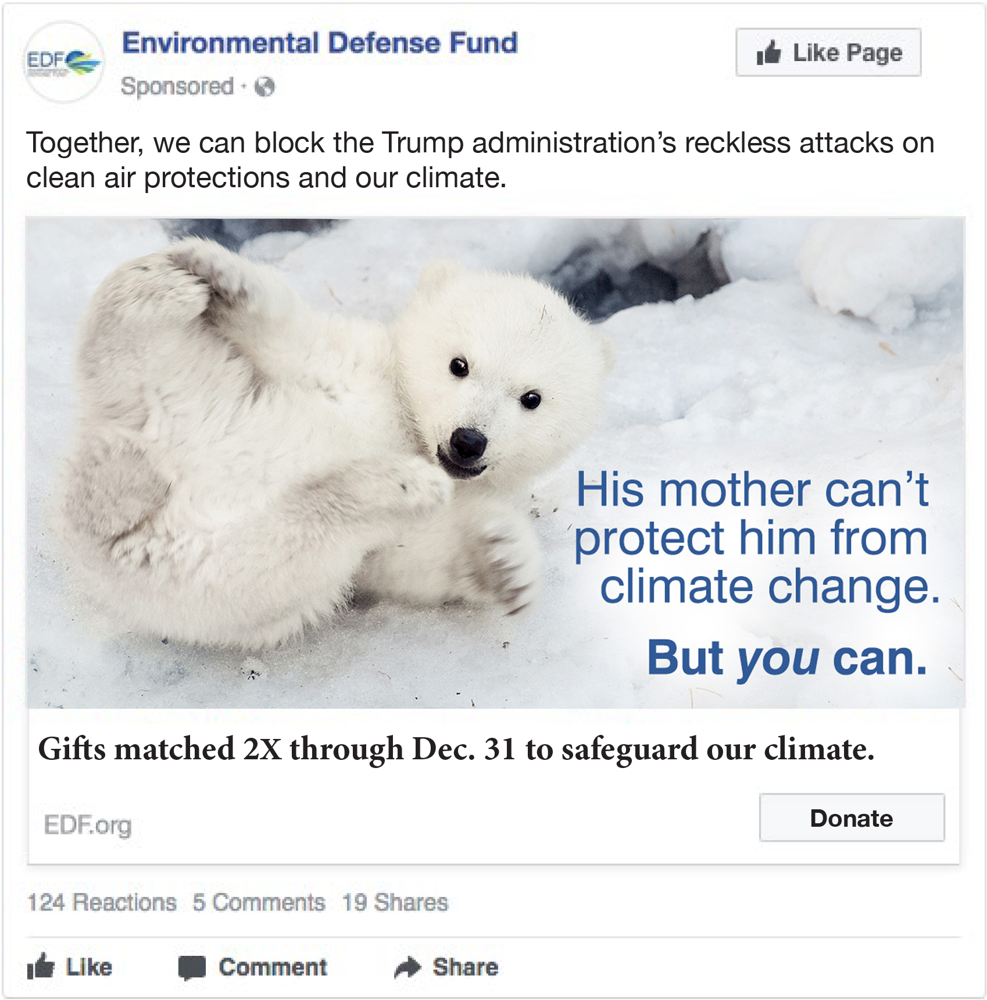 EDF
Environmental Defense Fund
Sponsored ·
Like Page
Together, we can block the Trump administration’s reckless attacks on
clean air protections and our climate.
His mother can’t
protect him from
climate change.
But you can.
Gifts matched 2X through Dec. 31 to safeguard our climate.
EDF.org
Donate
124 Reactions 5 Comments 19 Shares
Like Comment Share